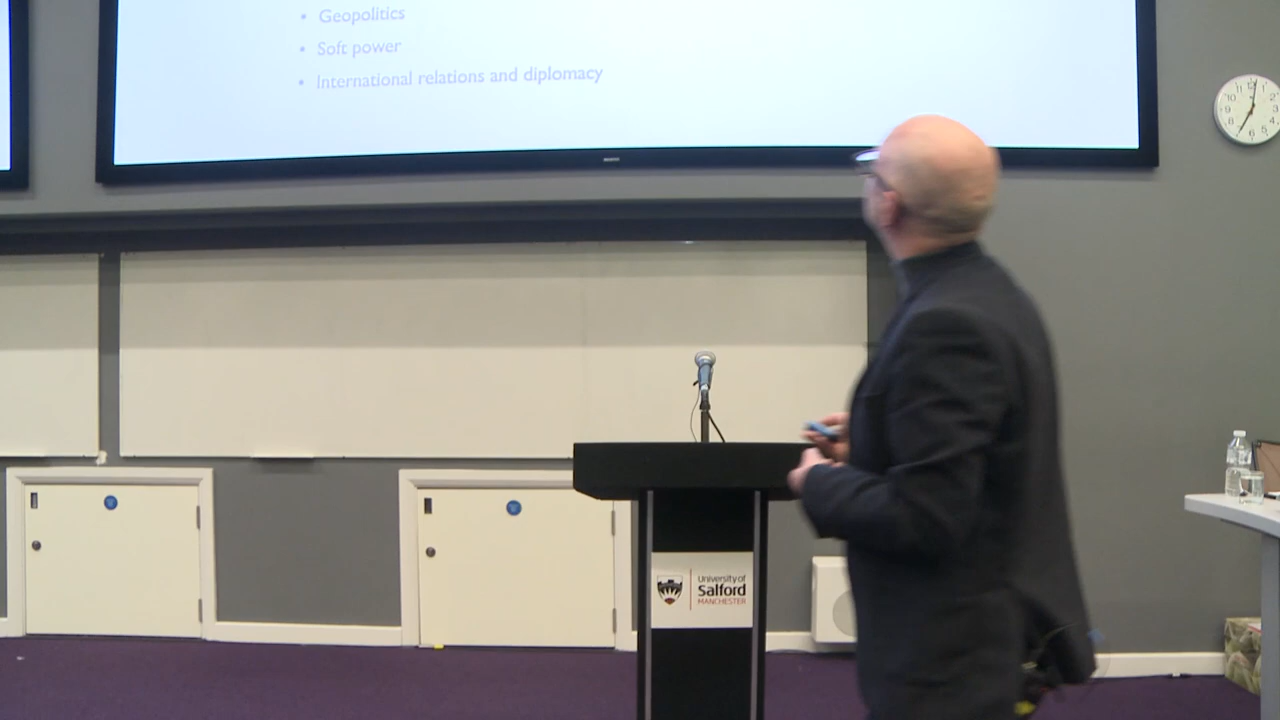 • Geopolitics
• Soft power
• International relations and diplomacy
University of
Salford
MANCHESTER